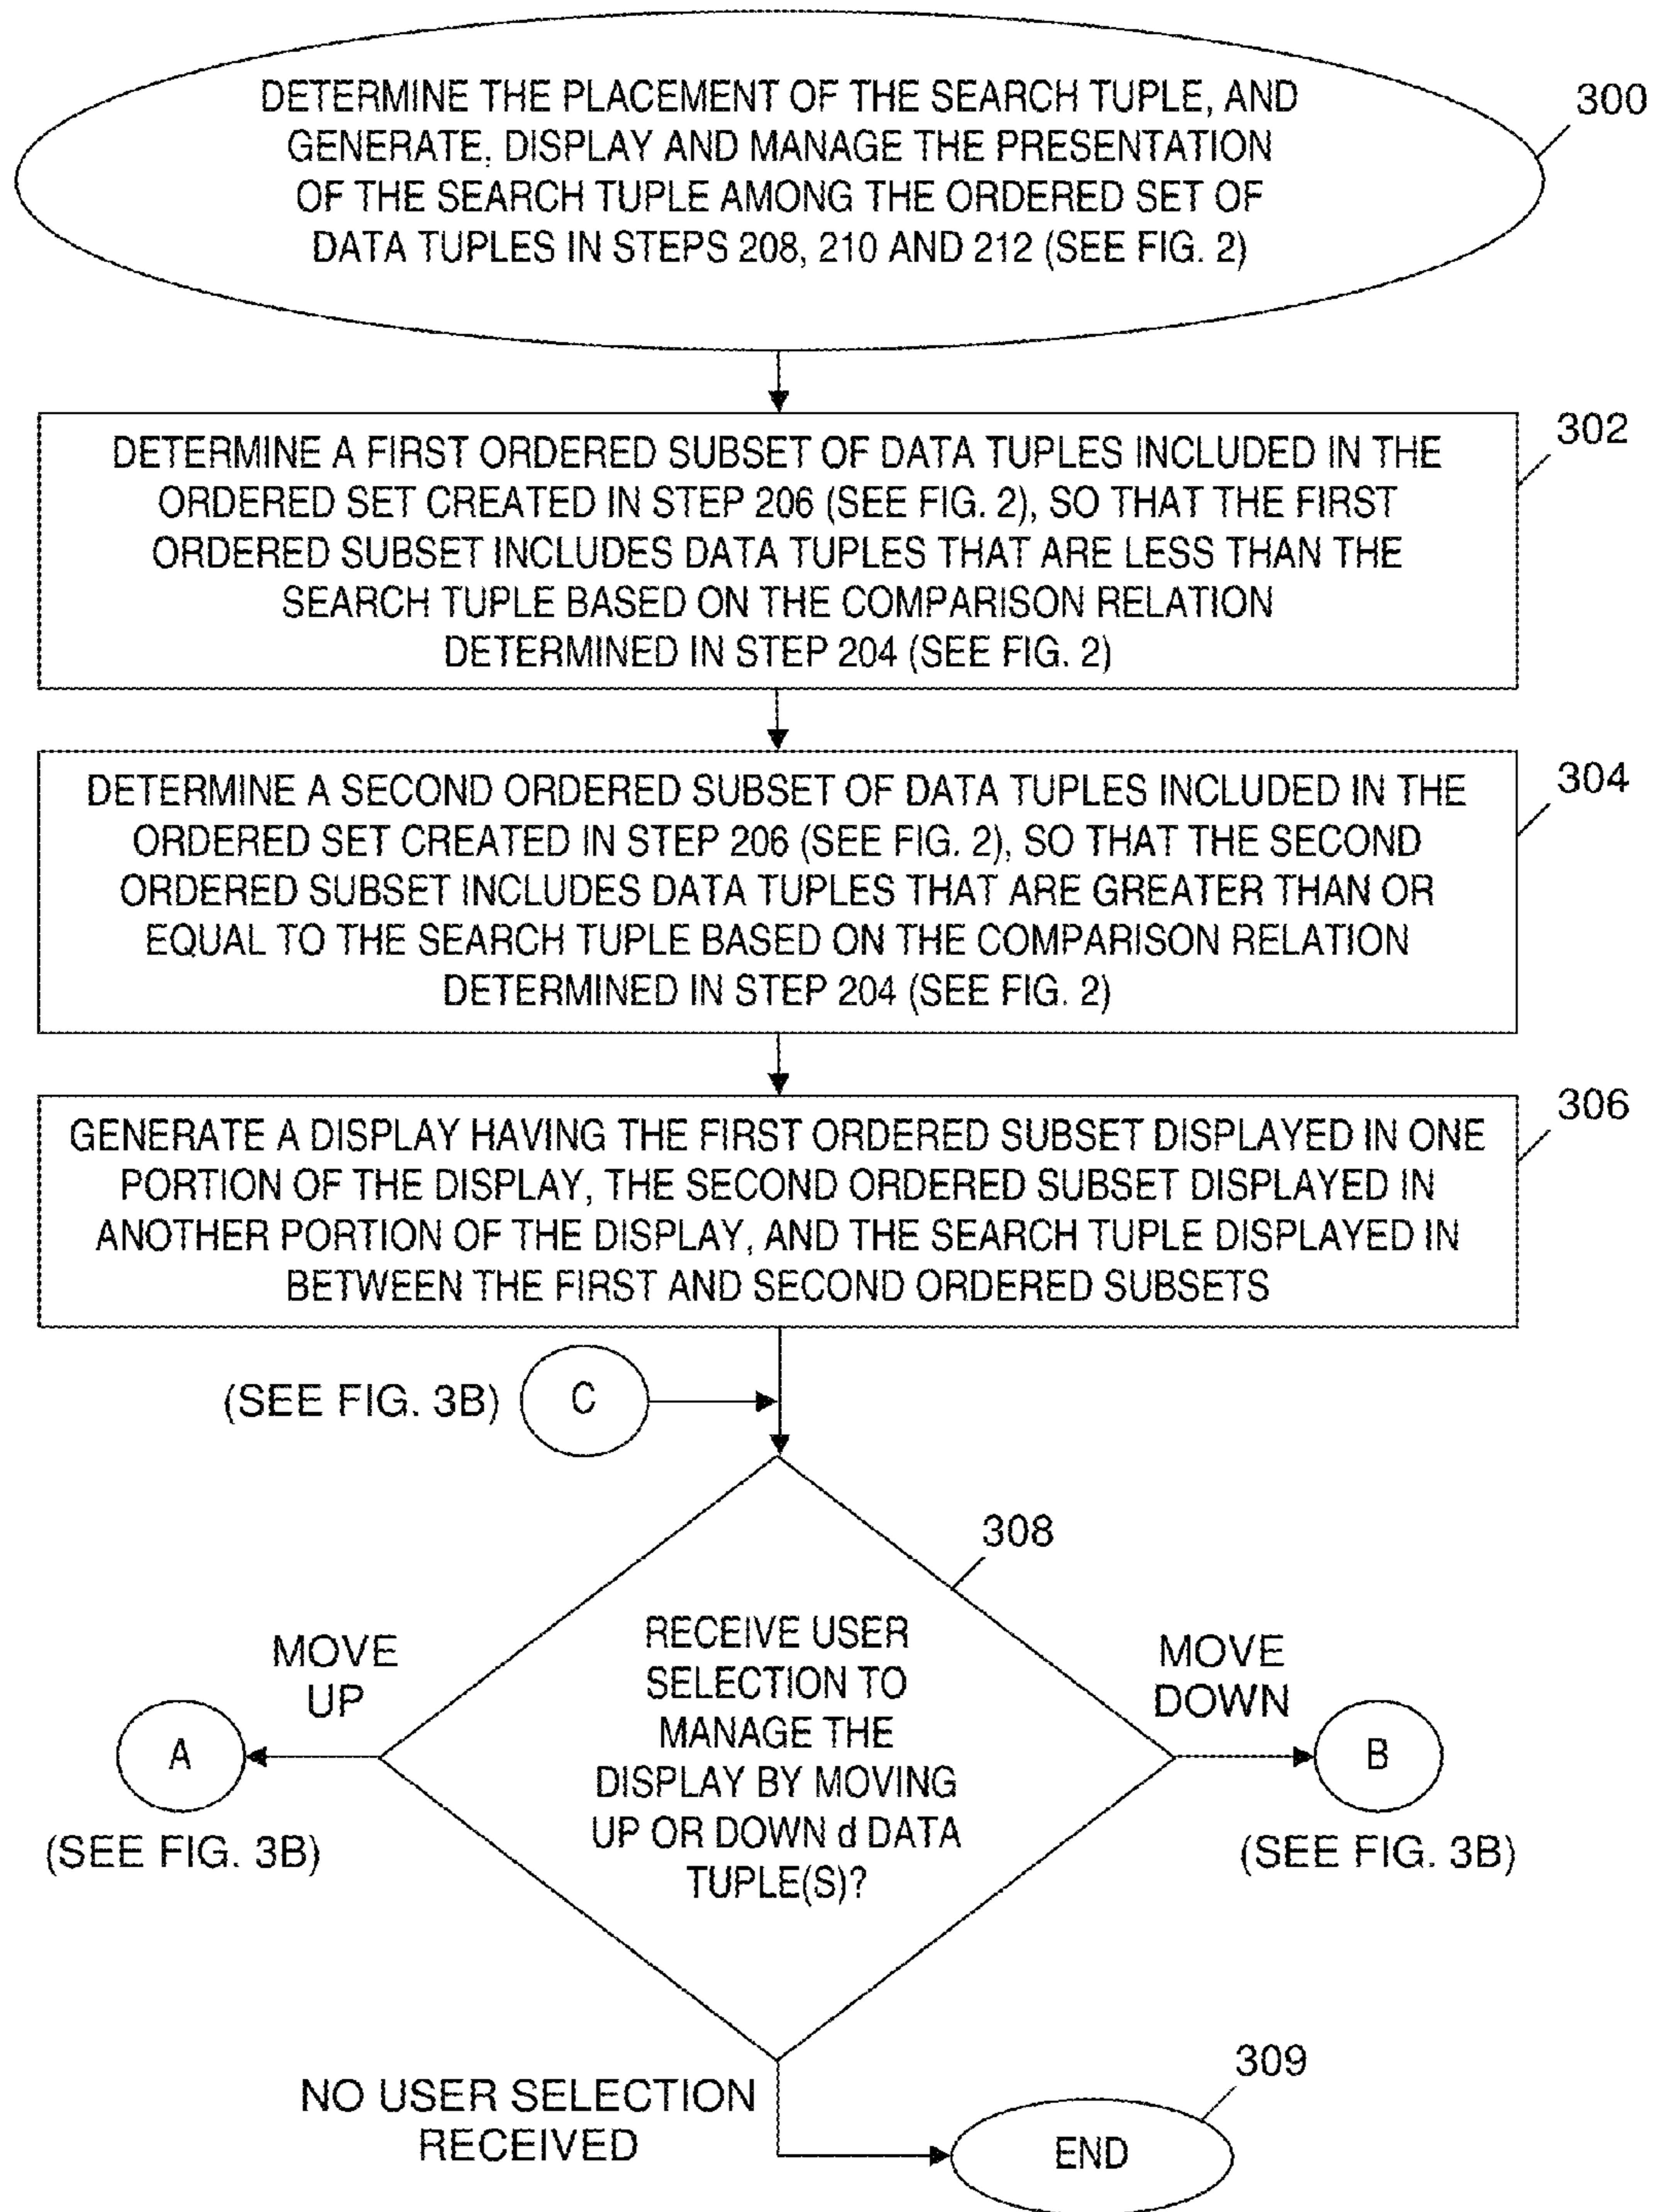 DETERMINE THE PLACEMENT OF THE SEARCH TUPLE, AND
GENERATE, DISPLAY AND MANAGE THE PRESENTATION
OF THE SEARCH TUPLE AMONG THE ORDERED SET OF
DATA TUPLES IN STEPS 208, 210 AND 212 (SEE FIG. 2)
300
DETERMINE A FIRST ORDERED SUBSET OF DATA TUPLES INCLUDED IN THE
ORDERED SET CREATED IN STEP 206 (SEE FIG. 2), SO THAT THE FIRST
ORDERED SUBSET INCLUDES DATA TUPLES THAT ARE LESS THAN THE
SEARCH TUPLE BASED ON THE COMPARISON RELATION
DETERMINED IN STEP 204 (SEE FIG. 2)
302
DETERMINE A SECOND ORDERED SUBSET OF DATA TUPLES INCLUDED IN THE
ORDERED SET CREATED IN STEP 206 (SEE FIG. 2), SO THAT THE SECOND
ORDERED SUBSET INCLUDES DATA TUPLES THAT ARE GREATER THAN OR
EQUAL TO THE SEARCH TUPLE BASED ON THE COMPARISON RELATION
DETERMINED IN STEP 204 (SEE FIG. 2)
304
GENERATE A DISPLAY HAVING THE FIRST ORDERED SUBSET DISPLAYED IN ONE
PORTION OF THE DISPLAY, THE SECOND ORDERED SUBSET DISPLAYED IN
ANOTHER PORTION OF THE DISPLAY, AND THE SEARCH TUPLE DISPLAYED IN
BETWEEN THE FIRST AND SECOND ORDERED SUBSETS
306
(SEE FIG. 3B)
C
308
RECEIVE USER
SELECTION TO
MANAGE THE
DISPLAY BY MOVING
UP OR DOWN d DATA
TUPLE(S)?
MOVE
UP
A
(SEE FIG. 3B)
MOVE
DOWN
B
(SEE FIG. 3B)
NO USER SELECTION
RECEIVED
309
END